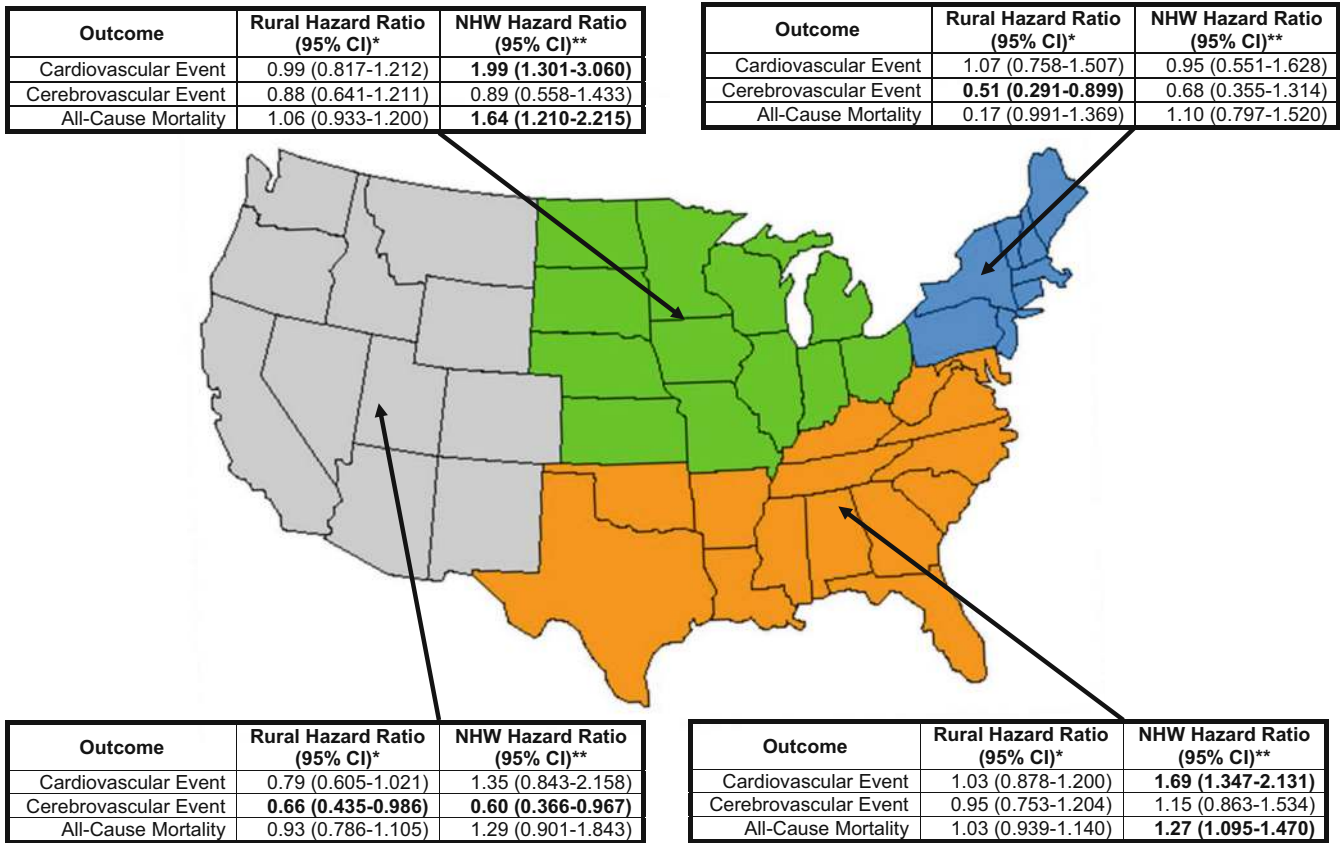 Outcome Rural Hazard Ratio (95% CI)* NHW Hazard Ratio (95% CI)**
Cardiovascular Event 0.99 (0.817-1.212) 1.99 (1.301-3.060)
Cerebrovascular Event 0.88 (0.641-1.211) 0.89 (0.558-1.433)
All-Cause Mortality 1.06 (0.933-1.200) 1.64 (1.210-2.215)
Outcome Rural Hazard Ratio (95% CI)* NHW Hazard Ratio (95% CI)**
Cardiovascular Event 1.07 (0.758-1.507) 0.95 (0.551-1.628)
Cerebrovascular Event 0.51 (0.291-0.899) 0.68 (0.355-1.314)
All-Cause Mortality 0.17 (0.991-1.369) 1.10 (0.797-1.520)
Outcome Rural Hazard Ratio (95% CI)* NHW Hazard Ratio (95% CI)**
Cardiovascular Event 0.79 (0.605-1.021) 1.35 (0.843-2.158)
Cerebrovascular Event 0.66 (0.435-0.986) 0.60 (0.366-0.967)
All-Cause Mortality 0.93 (0.786-1.105) 1.29 (0.901-1.843)
Outcome Rural Hazard Ratio (95% CI)* NHW Hazard Ratio (95% CI)**
Cardiovascular Event 1.03 (0.878-1.200) 1.69 (1.347-2.131)
Cerebrovascular Event 0.95 (0.753-1.204) 1.15 (0.863-1.534)
All-Cause Mortality 1.03 (0.939-1.140) 1.27 (1.095-1.470)